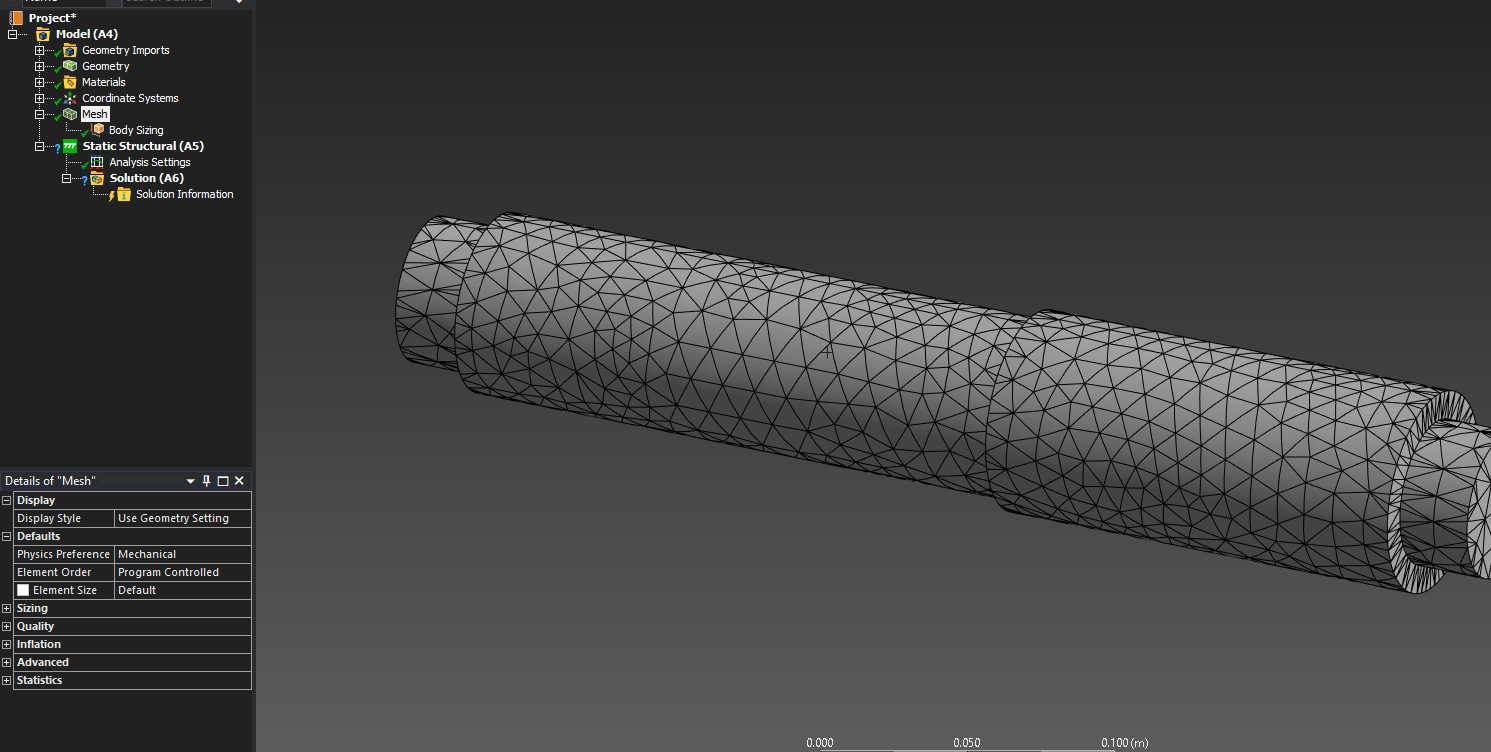 Project*
Model (A4)
Geometry Imports
Geometry
Materials
Coordinate Systems
Mesh
Body Sizing
Static Structural (A5)
Analysis Settings
Solution (A6)
Solution Information
Details of "Mesh"
Display
Display Style Use Geometry Setting
Defaults
Physics Preference Mechanical
Element Order Program Controlled
Element Size Default
Sizing
Quality
Inflation
Advanced
Statistics
0.000 0.050 0.100 (m)